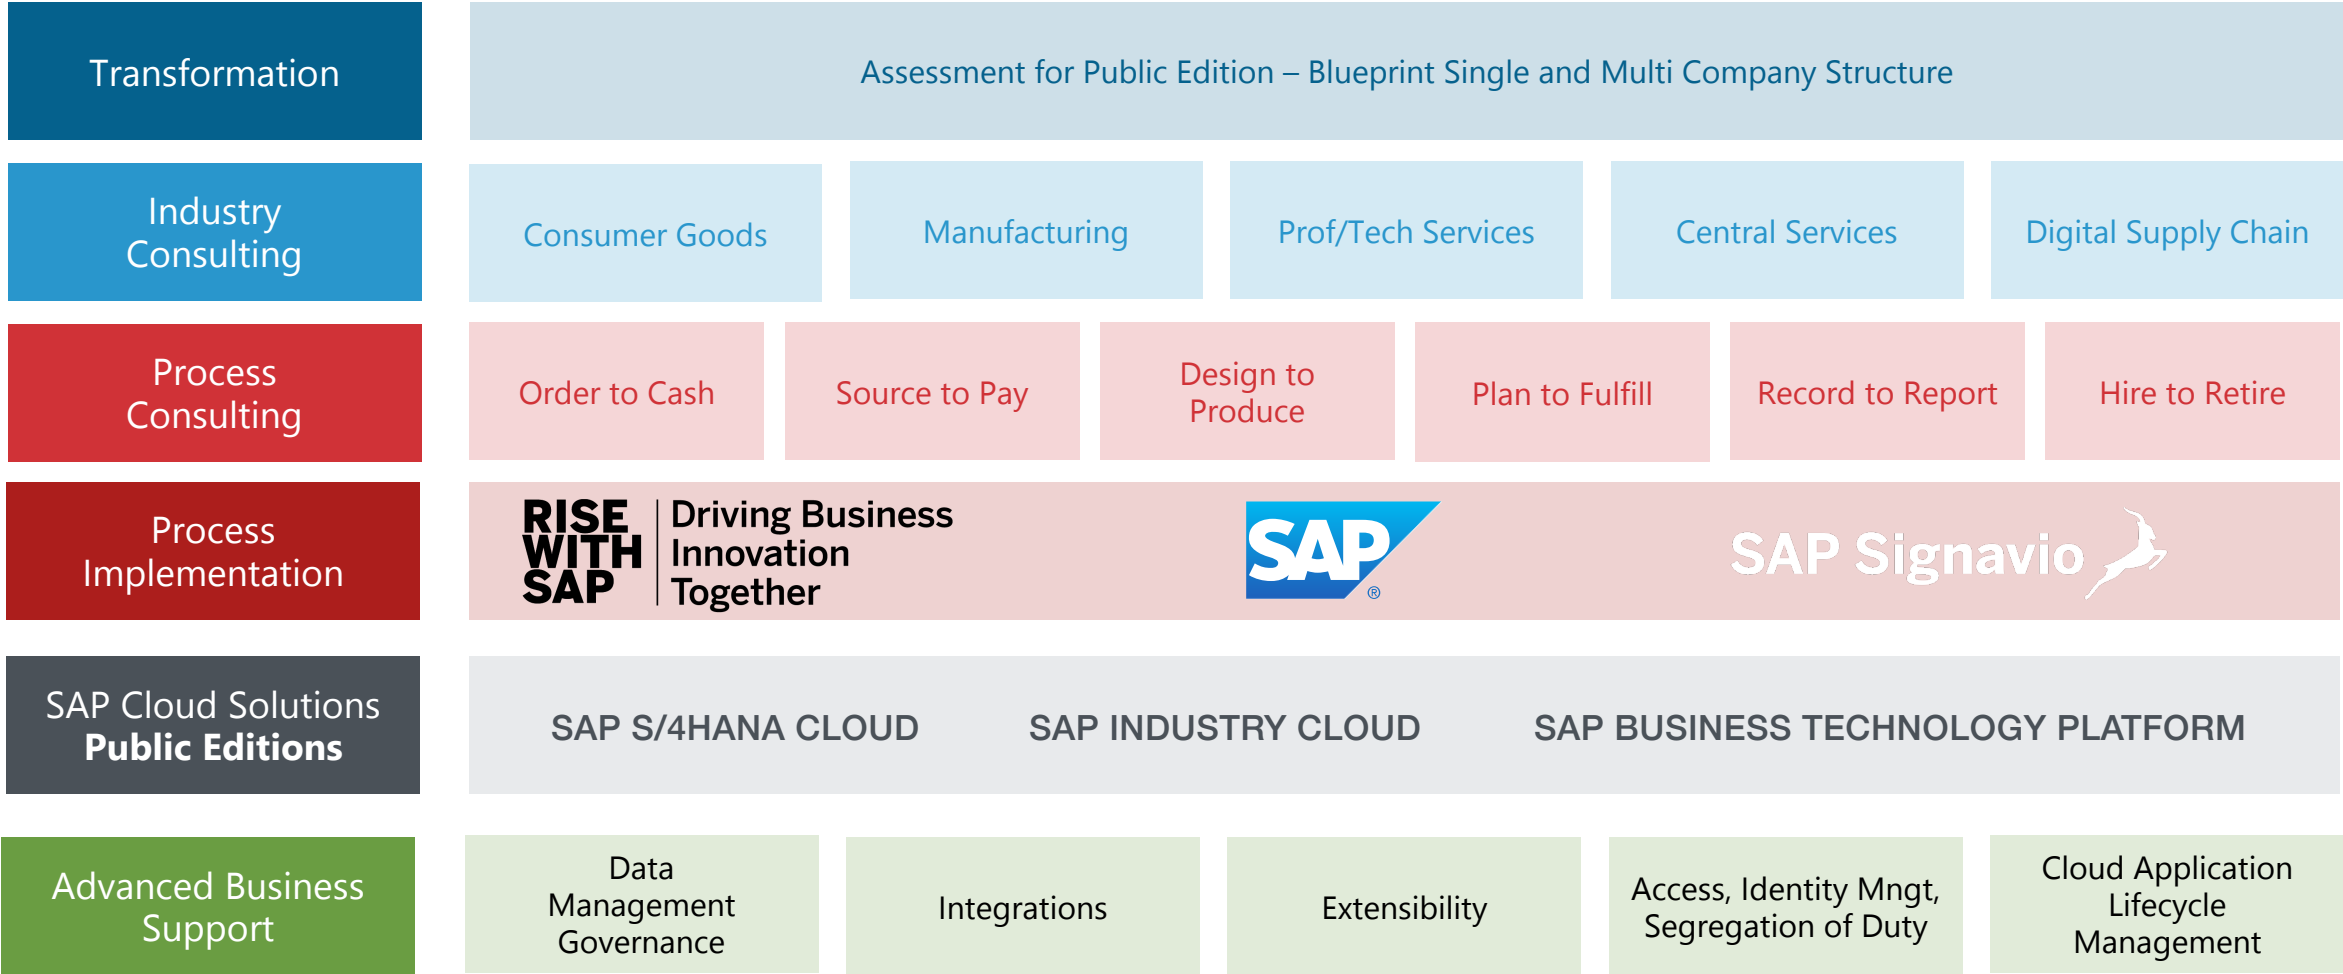 Transformation
Assessment for Public Edition – Blueprint Single and Multi Company Structure
Industry
Consulting
Consumer Goods
Manufacturing
Prof/Tech Services
Central Services
Digital Supply Chain
Process
Consulting
Order to Cash
Source to Pay
Design to
Produce
Plan to Fulfill
Record to Report
Hire to Retire
Process
Implementation
RISE
WITH
SAP
Driving Business
Innovation
Together
SAP
®
SAP Signavio
SAP Cloud Solutions
Public Editions
SAP S/4HANA CLOUD
SAP INDUSTRY CLOUD
SAP BUSINESS TECHNOLOGY PLATFORM
Advanced Business
Support
Data
Management
Governance
Integrations
Extensibility
Access, Identity Mngt,
Segregation of Duty
Cloud Application
Lifecycle
Management